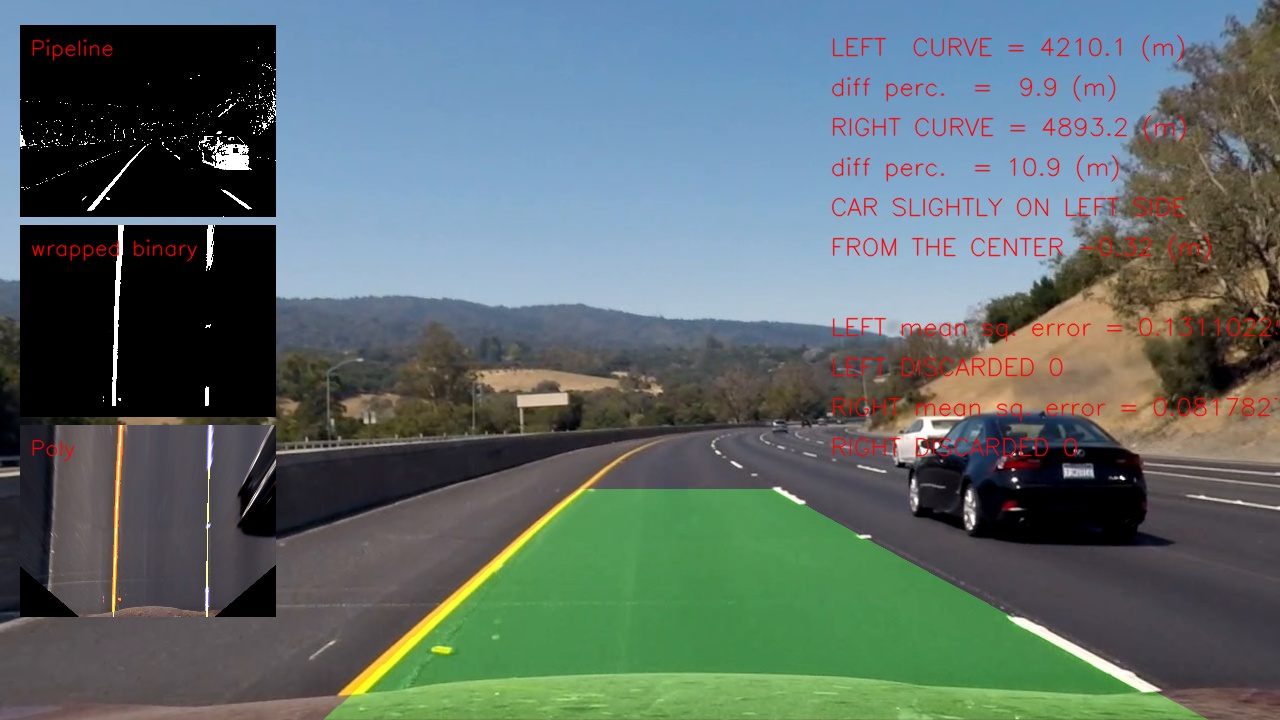 Pipeline
wrapped binary
Poly
LEFT CURVE = 4210.1 (m)
diff perc. = 9.9 (m)
RIGHT CURVE = 4893.2 (m)
diff perc. = 10.9 (m)
CAR SLIGHTLY ON LEFT SIDE
FROM THE CENTER -0.32 (m)
LEFT mean sq. error = 0.1311022
LEFT DISCARDED 0
RIGHT mean sq. error = 0.081782
RIGHT DISCARDED 0